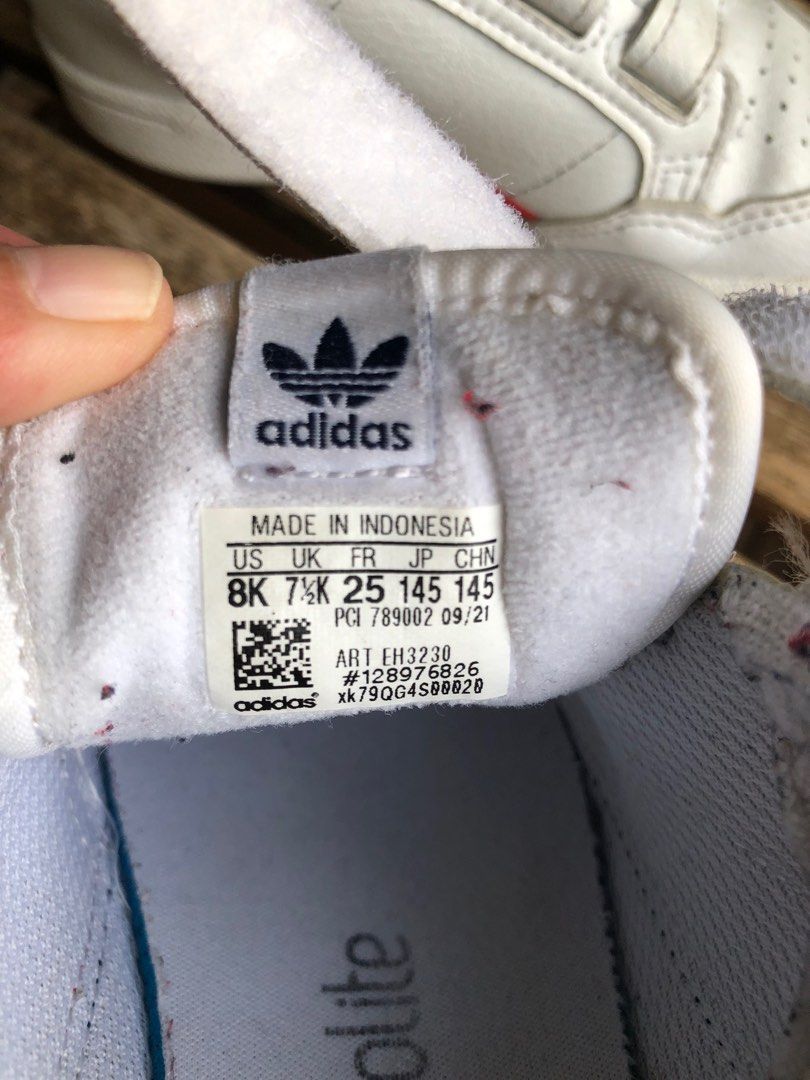 adidas
MADE IN INDONESIA
US UK FR JP CHN
8K 7½K 25 145 145
PCI 789002 09/21
ART EH3230
#128976826
xk79QG4S00020
adidas®
olite